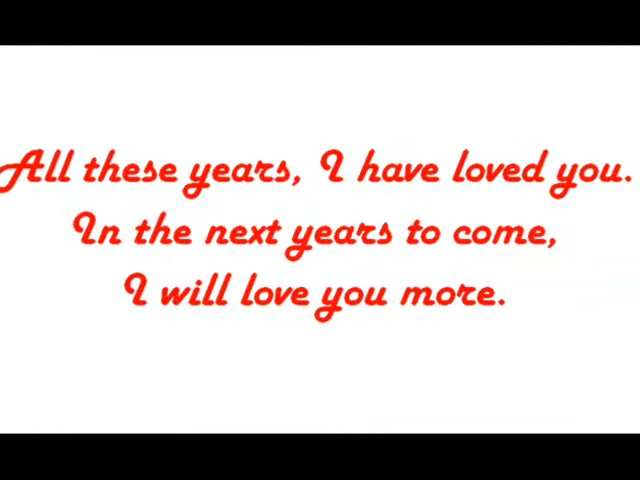 All these years, I have loved you.
In the next years to come,
I will love you more.